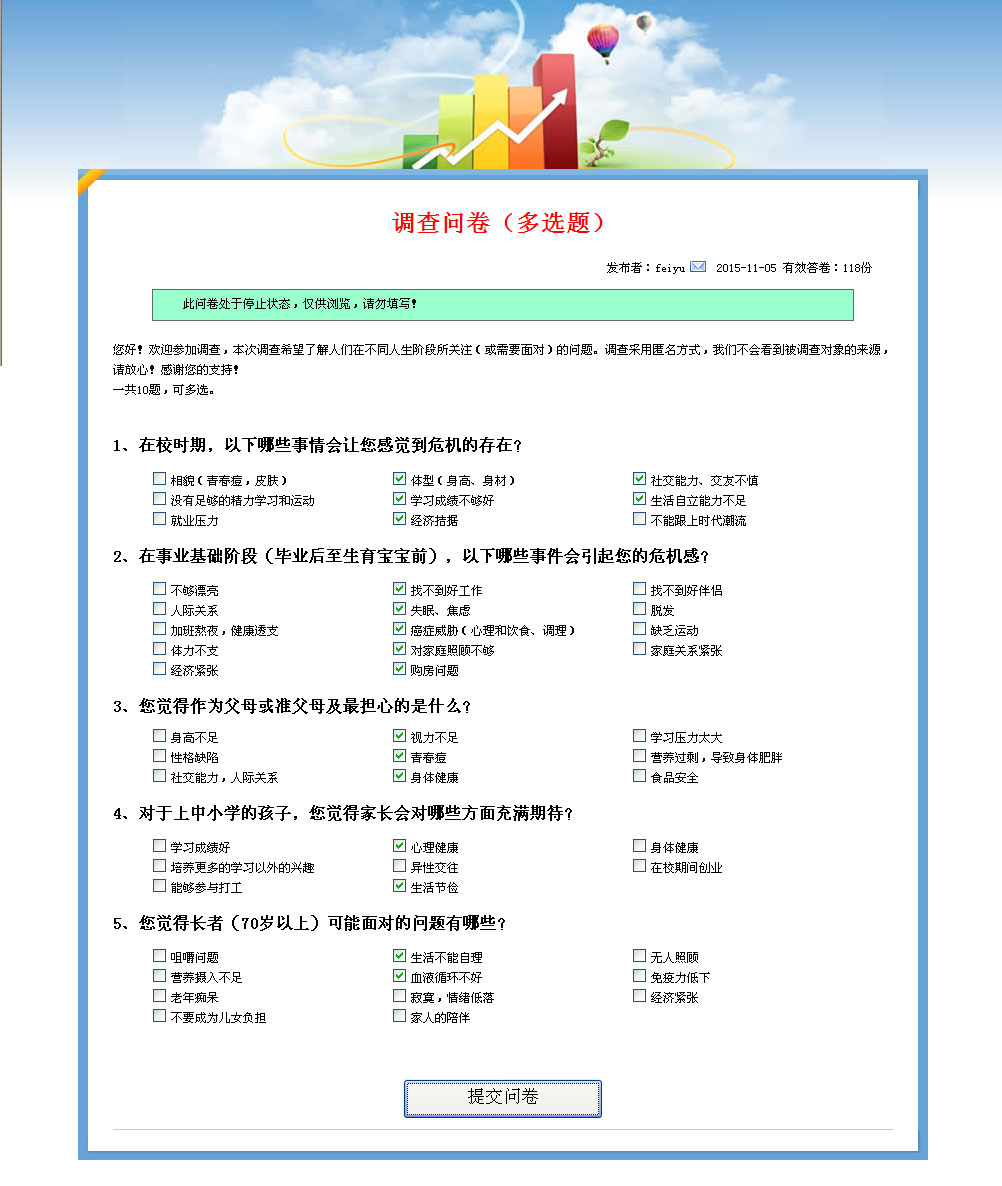 调查问卷（多选题）
发布者：feiyu 2015-11-05 有效答卷：118份
此问卷处于停止状态，仅供浏览，请勿填写！
您好！欢迎参加调查，本次调查希望了解人们在不同人生阶段所关注（或需要面对）的问题。调查采用匿名方式，我们不会看到被调查对象的来源，
请放心！感谢您的支持！
一共10题，可多选。
1、在校时期，以下哪些事情会让您感觉到危机的存在？
相貌（青春痘，皮肤） 体型（身高、身材） 社交能力、交友不慎
没有足够的精力学习和运动 学习成绩不够好 生活自立能力不足
就业压力 经济拮据 不能跟上时代潮流
2、在事业基础阶段（毕业后至生育宝宝前），以下哪些事件会引起您的危机感？
不够漂亮 找不到好工作 找不到好伴侣
人际关系 失眠、焦虑 脱发
加班熬夜，健康透支 癌症威胁（心理和饮食、调理） 缺乏运动
体力不支 对家庭照顾不够 家庭关系紧张
经济紧张 购房问题
3、您觉得作为父母或准父母及最担心的是什么？
身高不足 视力不足 学习压力太大
性格缺陷 青春痘 营养过剩，导致身体肥胖
社交能力，人际关系 身体健康 食品安全
4、对于上中小学的孩子，您觉得家长会对哪些方面充满期待？
学习成绩好 心理健康 身体健康
培养更多的学习以外的兴趣 异性交往 在校期间创业
能够参与打工 生活节俭
5、您觉得长者（70岁以上）可能面对的问题有哪些？
咀嚼问题 生活不能自理 无人照顾
营养摄入不足 血液循环不好 免疫力低下
老年痴呆 寂寞，情绪低落 经济紧张
不要成为儿女负担 家人的陪伴
提交问卷